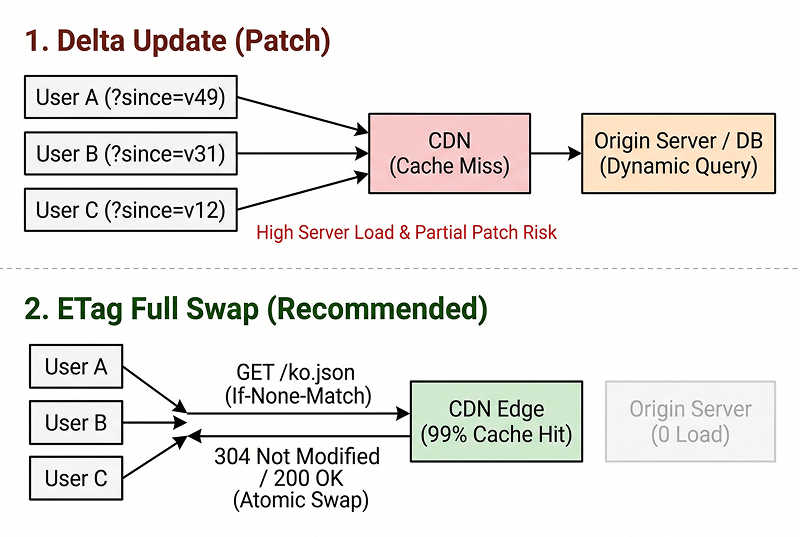 1. Delta Update (Patch)
User A (?since=v49)
User B (?since=v31)
User C (?since=v12)
CDN
(Cache Miss)
Origin Server / DB
(Dynamic Query)
High Server Load & Partial Patch Risk
2. ETag Full Swap (Recommended)
User A
User B
User C
GET /ko.json
(If-None-Match)
304 Not Modified
/ 200 OK
(Atomic Swap)
CDN Edge
(99% Cache Hit)
Origin Server
(0 Load)